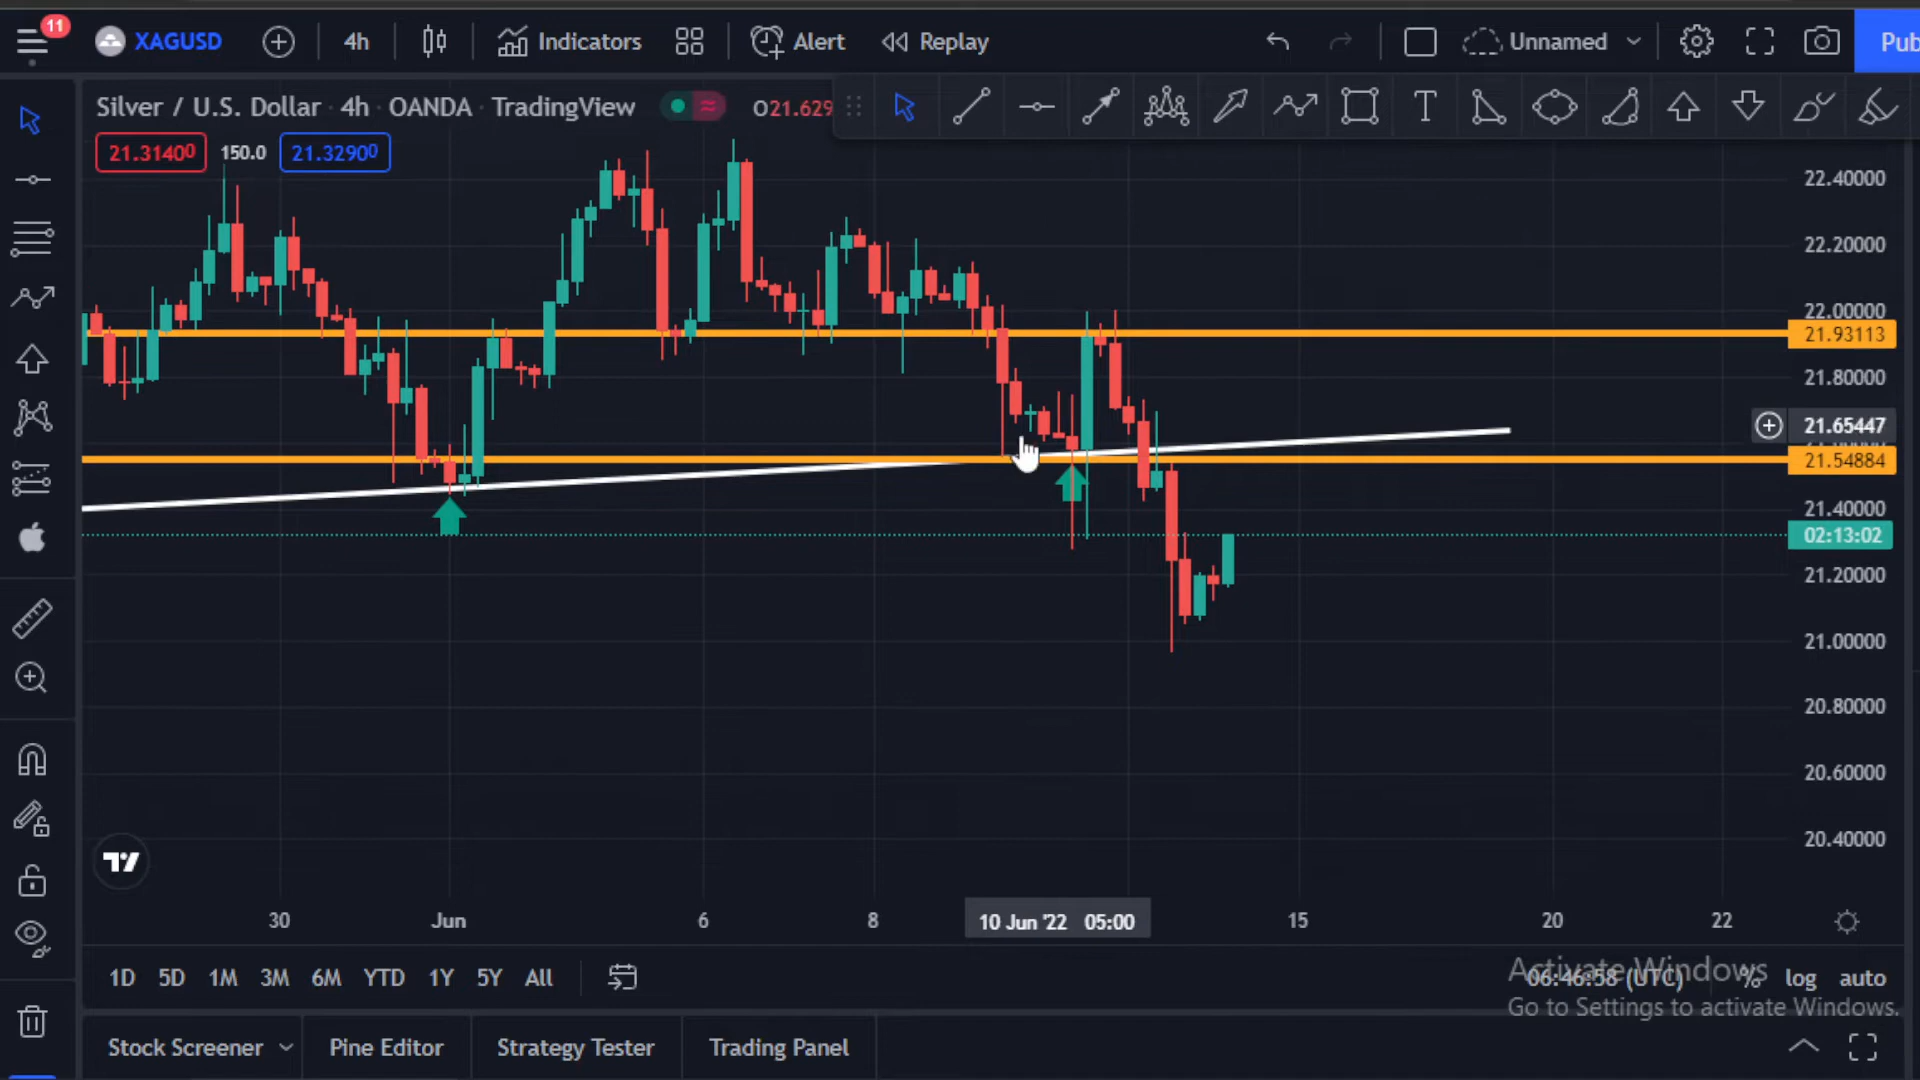 11
XAGUSD 4h Indicators Alert Replay Unnamed Pub
Silver / U.S. Dollar · 4h · OANDA · TradingView O21.629
21.31400 150.0 21.32900
22.40000
22.20000
22.00000
21.93113
21.80000
21.65447
21.54884
21.40000
02:13:02
21.20000
21.00000
20.80000
20.60000
20.40000
30 Jun 6 8 10 Jun '22 05:00 15 20 22
1D 5D 1M 3M 6M YTD 1Y 5Y All 06:46:58 (UTC) % log auto
Activate Windows
Go to Settings to activate Windows.
Stock Screener Pine Editor Strategy Tester Trading Panel